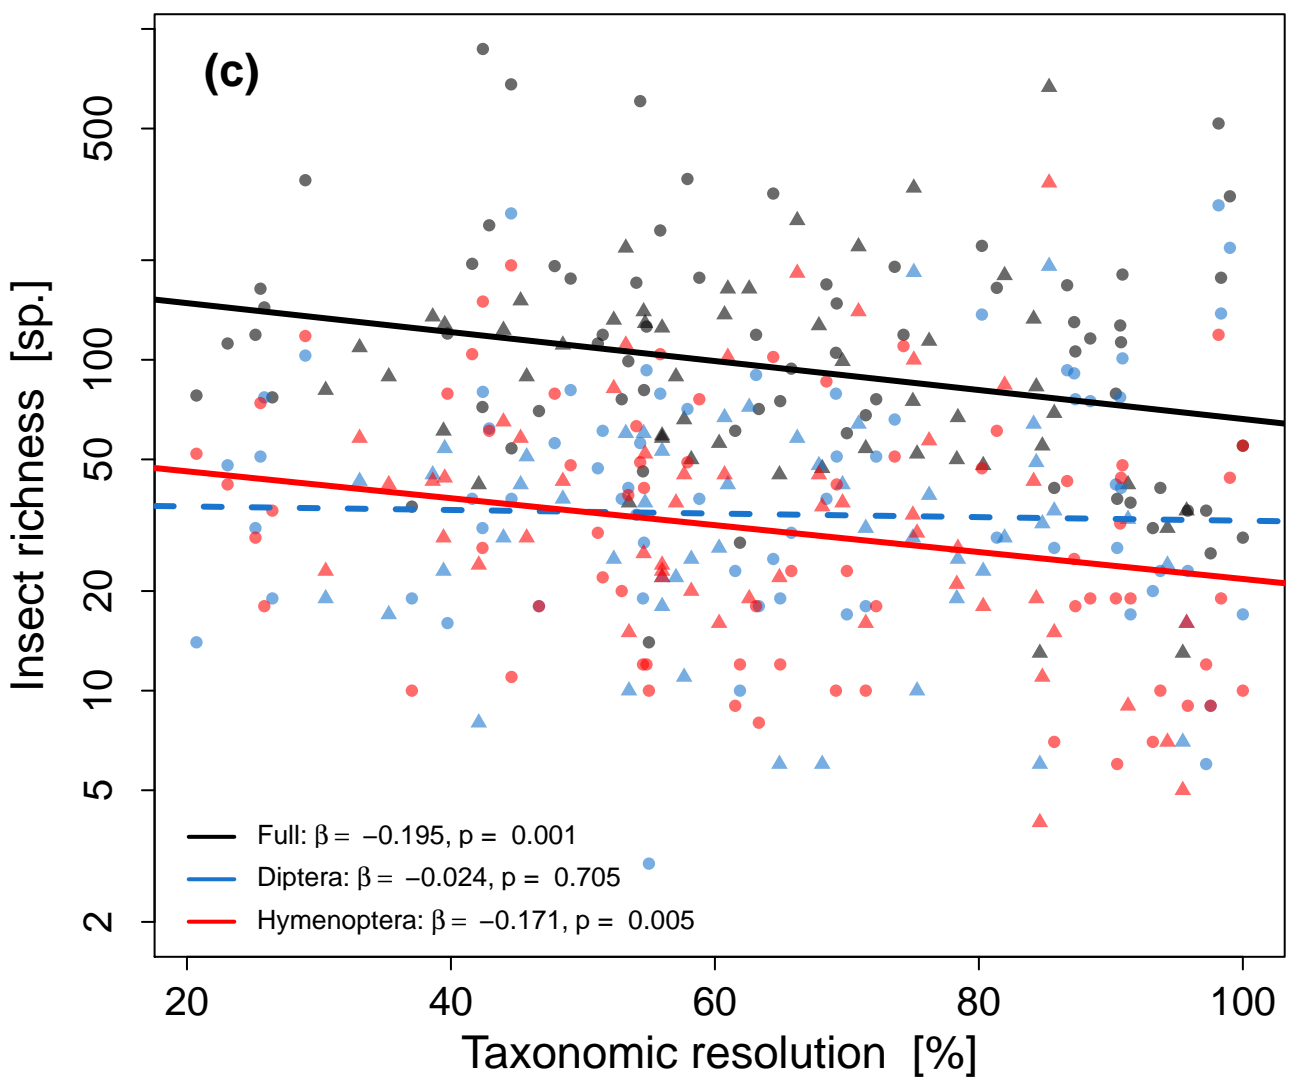 (c)
500
100
50
20
10
5
2
Insect richness [sp.]
Full: β = −0.195, p = 0.001
Diptera: β = −0.024, p = 0.705
Hymenoptera: β = −0.171, p = 0.005
20 40 60 80 100
Taxonomic resolution [%]